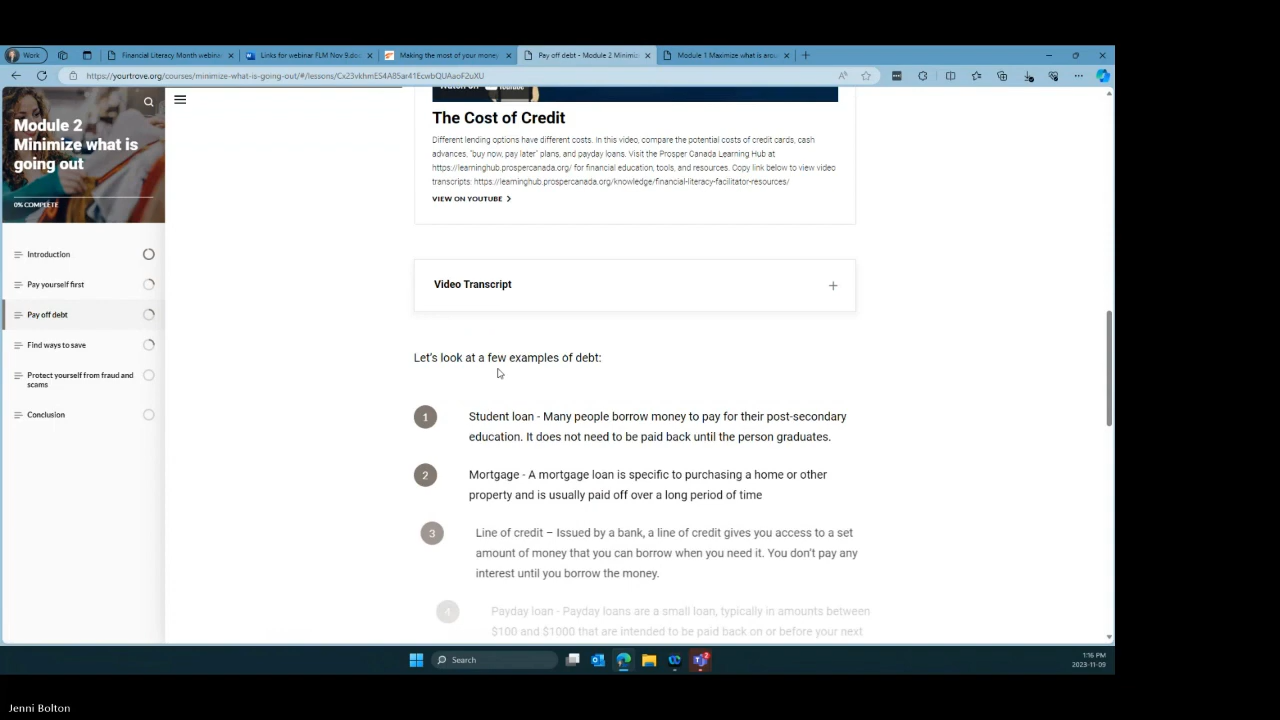 Work
Financial Literacy Month webinar
Links for webinar FLM Nov 9.doc
Making the most of your money
Pay off debt - Module 2 Minimize
Module 1 Maximize what is arou
https://yourtrove.org/courses/minimize-what-is-going-out/#/lessons/Cx23vkhmES4A85ar41EcwbQUAaoF2uXU
Module 2
Minimize what is
going out
0% COMPLETE
Introduction
Pay yourself first
Pay off debt
Find ways to save
Protect yourself from fraud and
scams
Conclusion
Watch on YouTube
The Cost of Credit
Different lending options have different costs. In this video, compare the potential costs of credit cards, cash
advances, "buy now, pay later" plans, and payday loans. Visit the Prosper Canada Learning Hub at
https://learninghub.prospercanada.org/ for financial education, tools, and resources. Copy link below to view video
transcripts: https://learninghub.prospercanada.org/knowledge/financial-literacy-facilitator-resources/
VIEW ON YOUTUBE
Video Transcript
Let's look at a few examples of debt:
1 Student loan - Many people borrow money to pay for their post-secondary
education. It does not need to be paid back until the person graduates.
2 Mortgage - A mortgage loan is specific to purchasing a home or other
property and is usually paid off over a long period of time
3 Line of credit – Issued by a bank, a line of credit gives you access to a set
amount of money that you can borrow when you need it. You don't pay any
interest until you borrow the money.
4 Payday loan - Payday loans are a small loan, typically in amounts between
$100 and $1000 that are intended to be paid back on or before your next
Search
2
1:16 PM
2023-11-09
Jenni Bolton